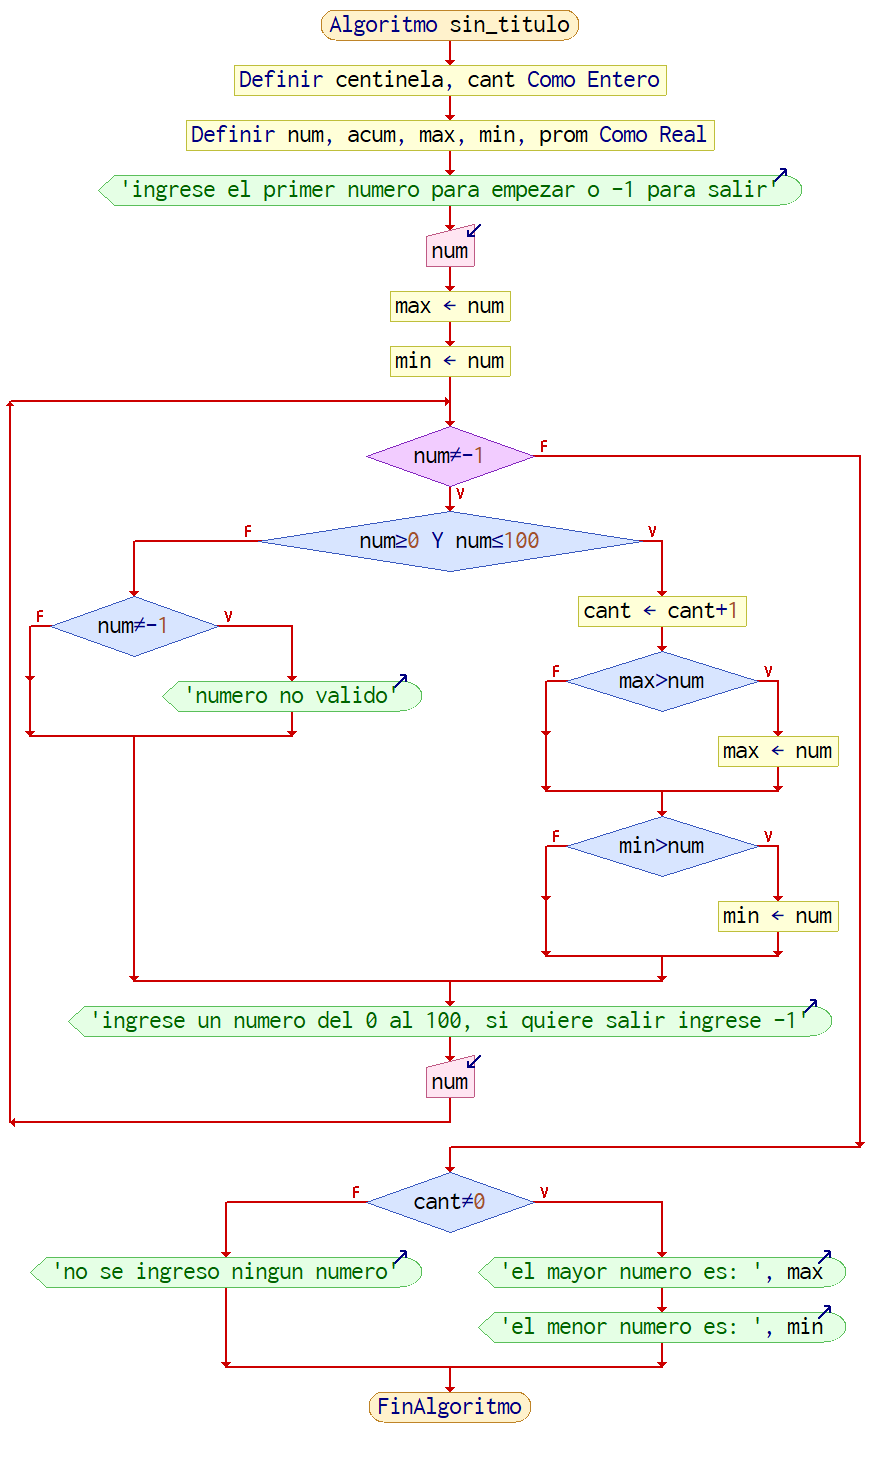 Algoritmo sin_titulo
Definir centinela, cant Como Entero
Definir num, acum, max, min, prom Como Real
'ingrese el primer numero para empezar o -1 para salir'
num
max ← num
min ← num
num≠-1
F
V
num≥0 Y num≤100
F
V
num≠-1
F
V
'numero no valido'
cant ← cant+1
max>num
F
V
max ← num
min>num
F
V
min ← num
'ingrese un numero del 0 al 100, si quiere salir ingrese -1'
num
cant≠0
F
V
'no se ingreso ningun numero'
'el mayor numero es: ', max
'el menor numero es: ', min
FinAlgoritmo